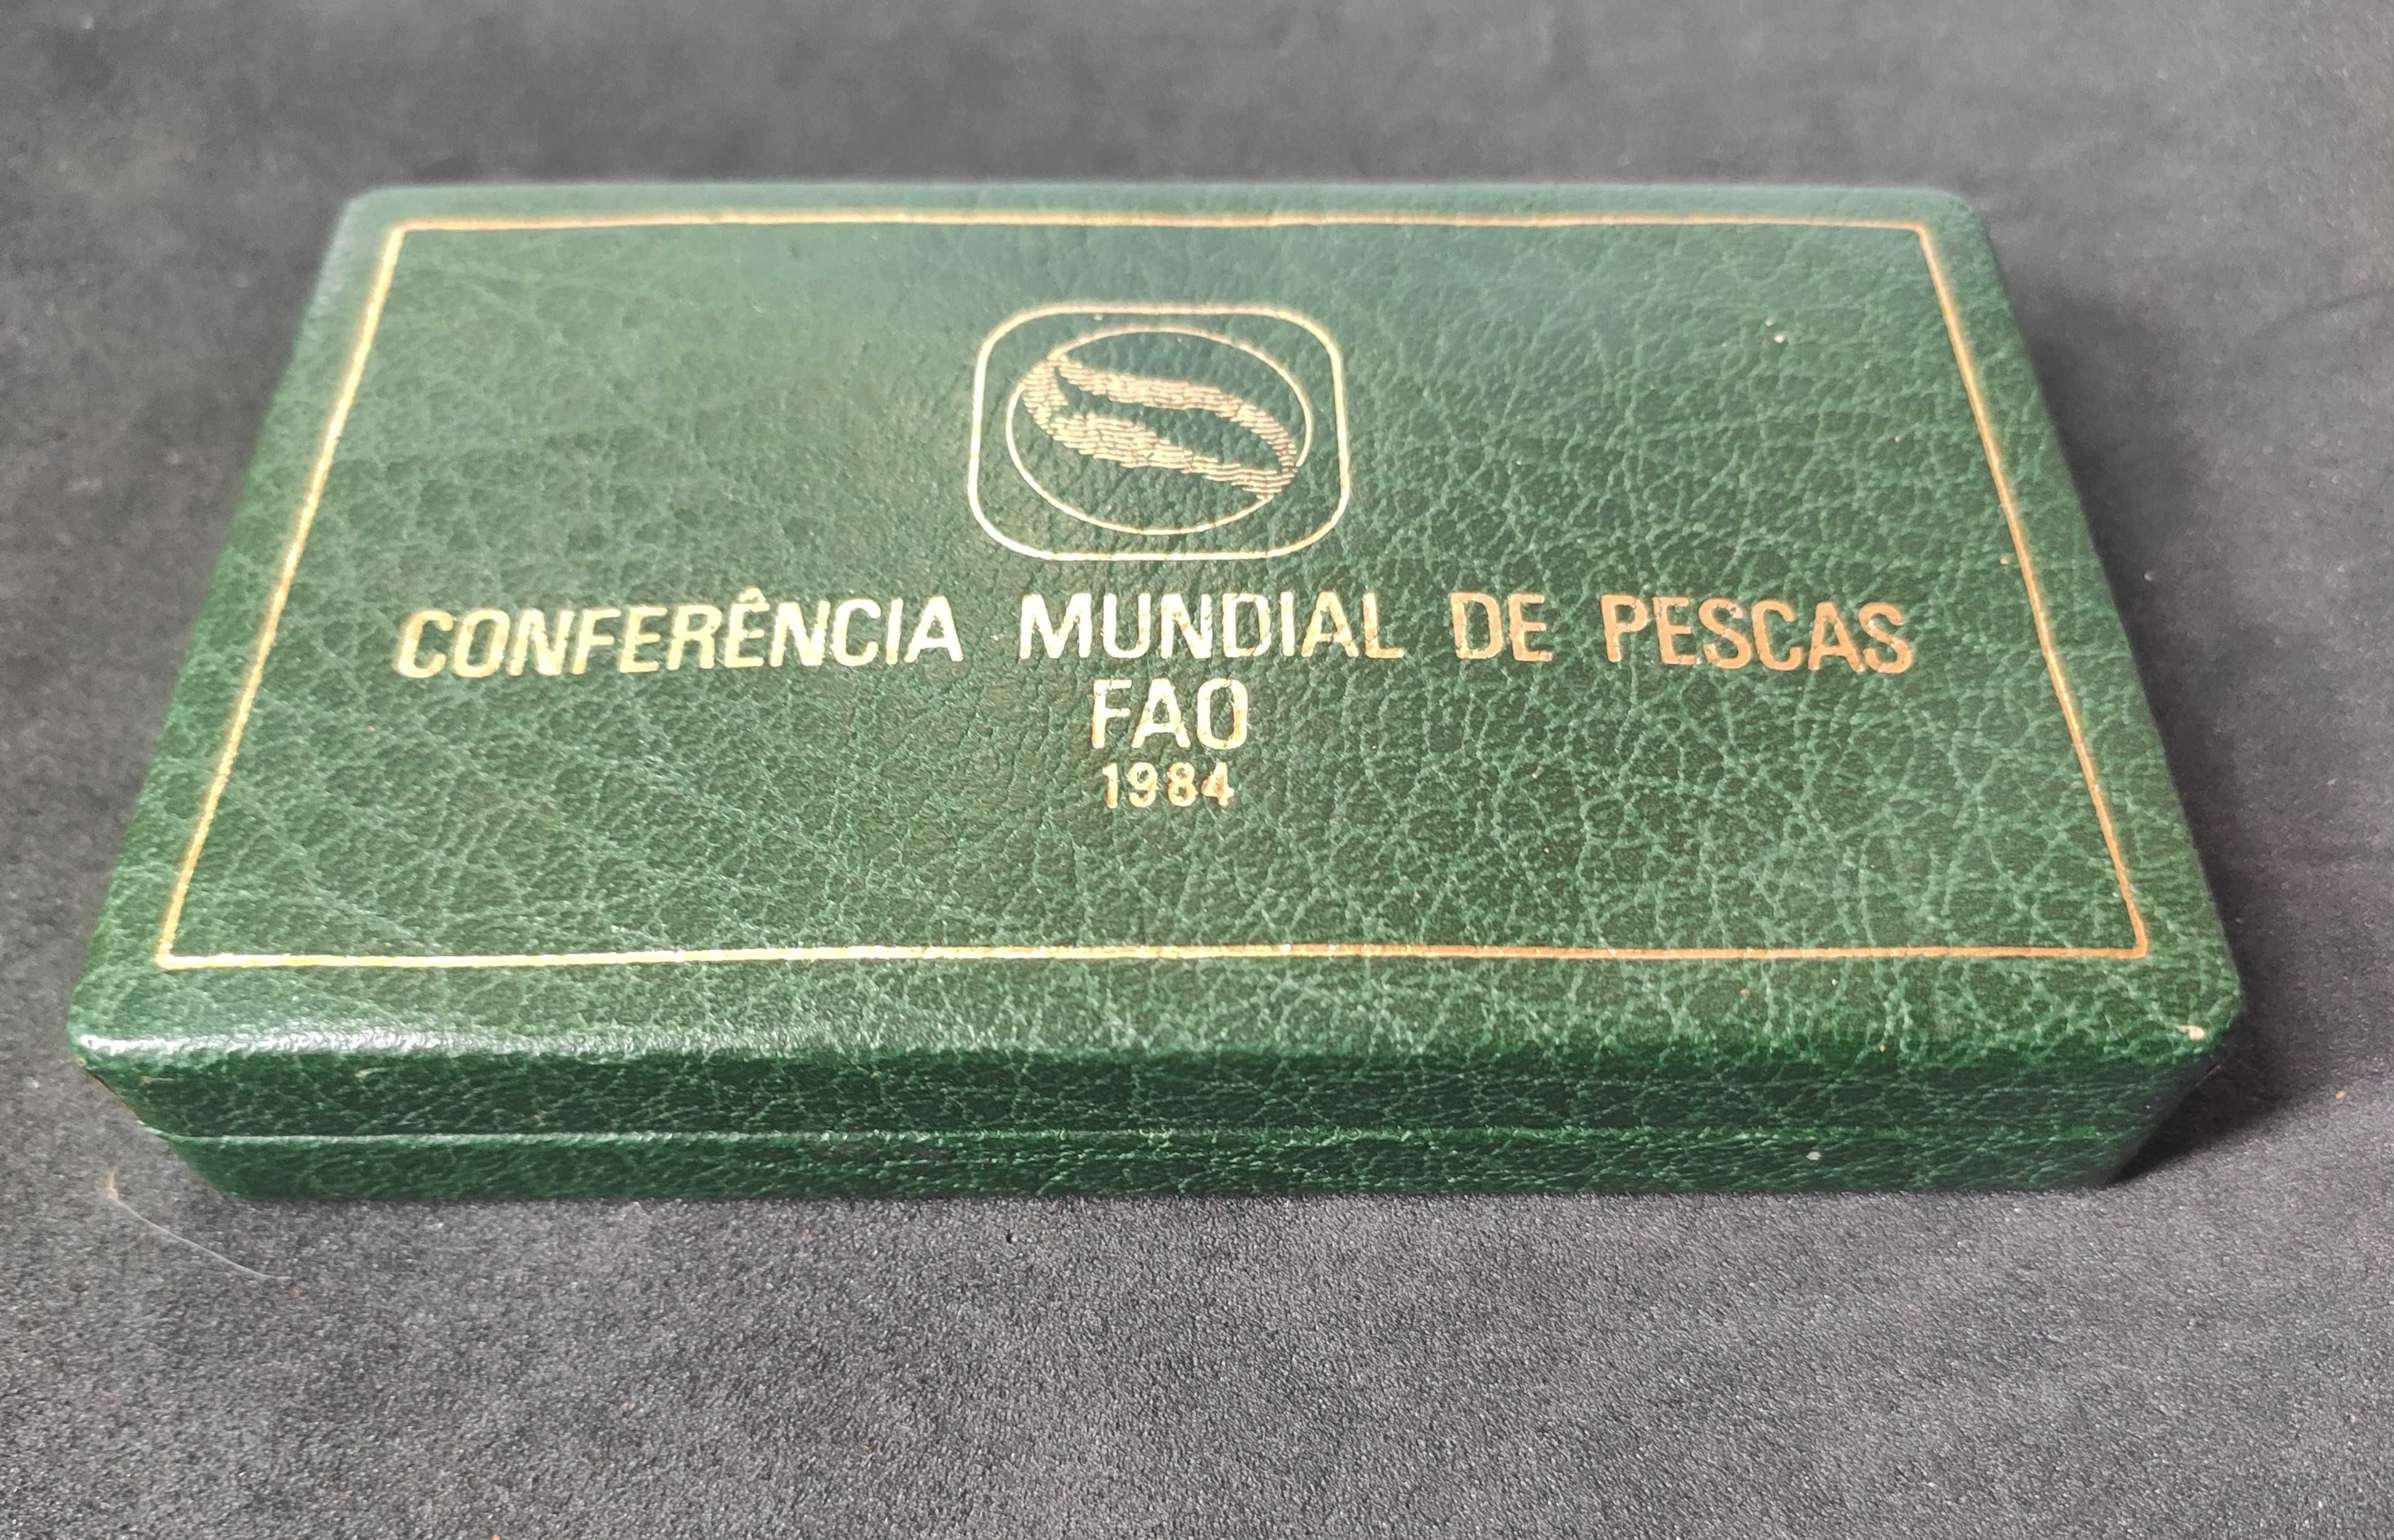 CONFERÊNCIA MUNDIAL DE PESCAS
FAO
1984